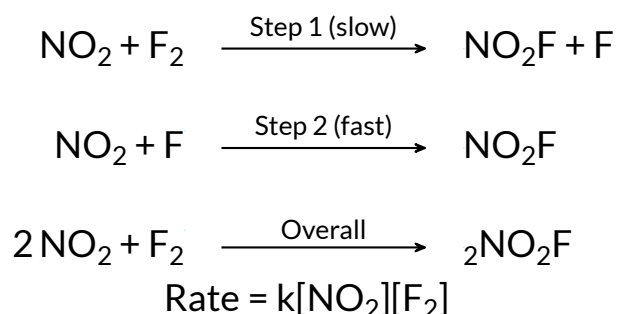 NO₂ + F₂ Step 1 (slow) NO₂F + F
NO₂ + F Step 2 (fast) NO₂F
2 NO₂ + F₂ Overall ₂NO₂F
Rate = k[NO₂][F₂]